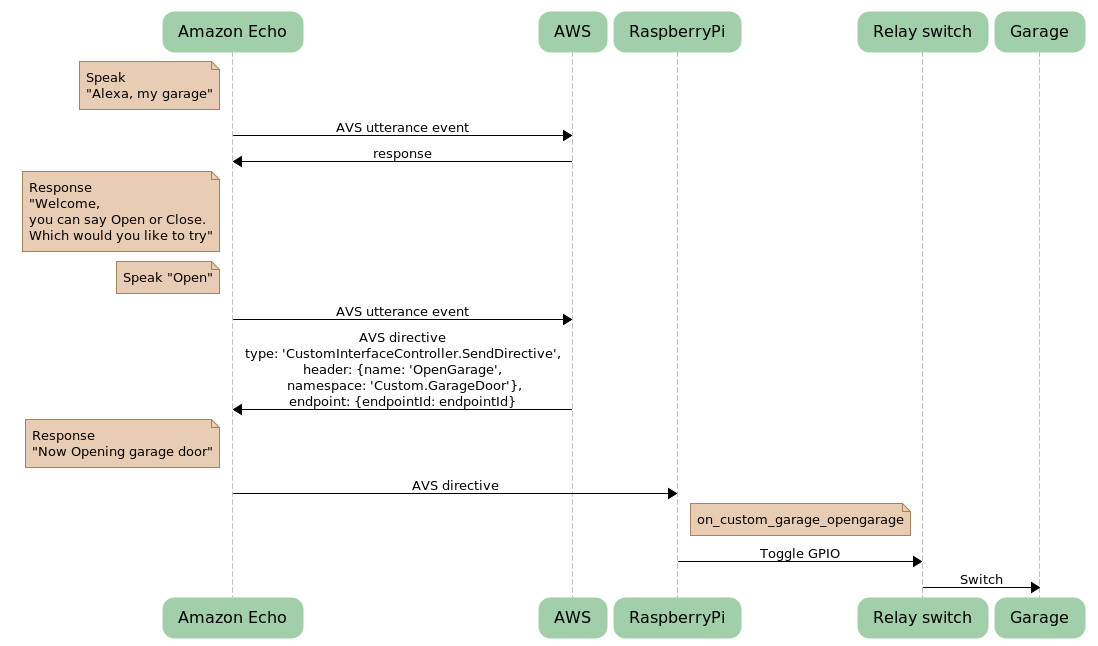 Amazon Echo
AWS
RaspberryPi
Relay switch
Garage
Speak
"Alexa, my garage"
AVS utterance event
response
Response
"Welcome,
you can say Open or Close.
Which would you like to try"
Speak "Open"
AVS utterance event
AVS directive
type: 'CustomInterfaceController.SendDirective',
header: {name: 'OpenGarage',
namespace: 'Custom.GarageDoor'},
endpoint: {endpointId: endpointId}
Response
"Now Opening garage door"
AVS directive
on_custom_garage_opengarage
Toggle GPIO
Switch
Amazon Echo
AWS
RaspberryPi
Relay switch
Garage